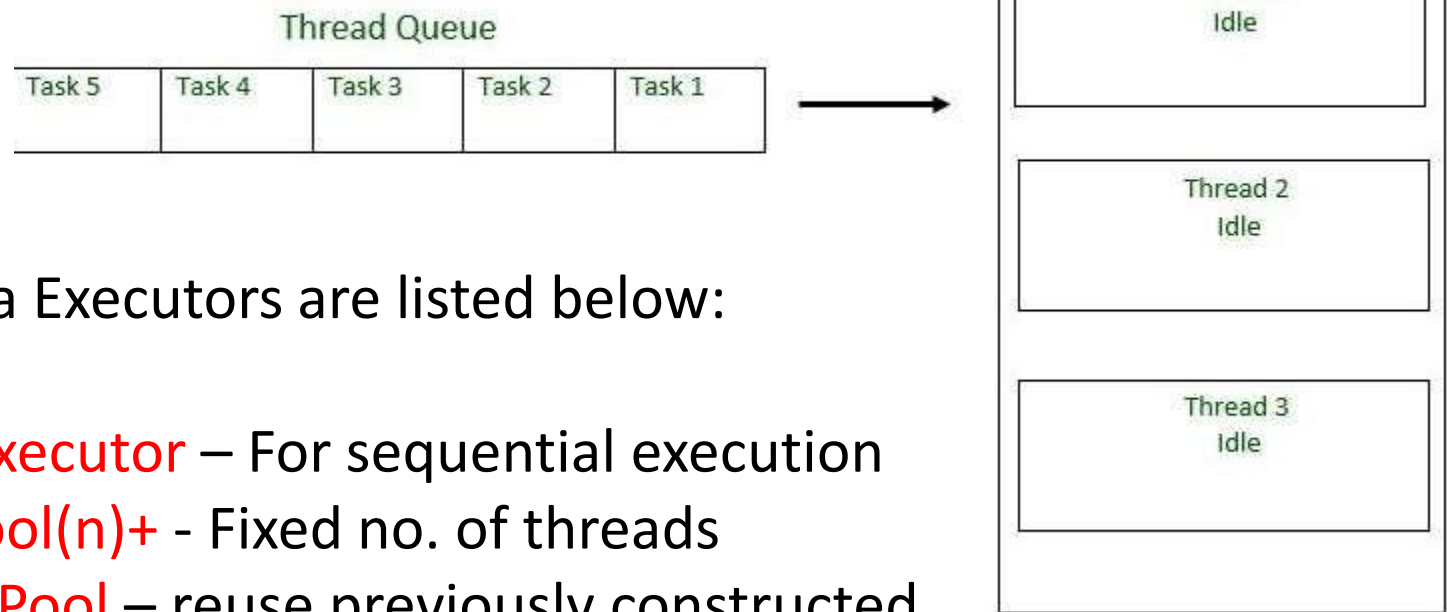 Thread Queue
Task 5 Task 4 Task 3 Task 2 Task 1
Idle
Thread 2
Idle
Thread 3
Idle
a Executors are listed below:
xecutor – For sequential execution
ool(n)+ - Fixed no. of threads
Pool – reuse previously constructed